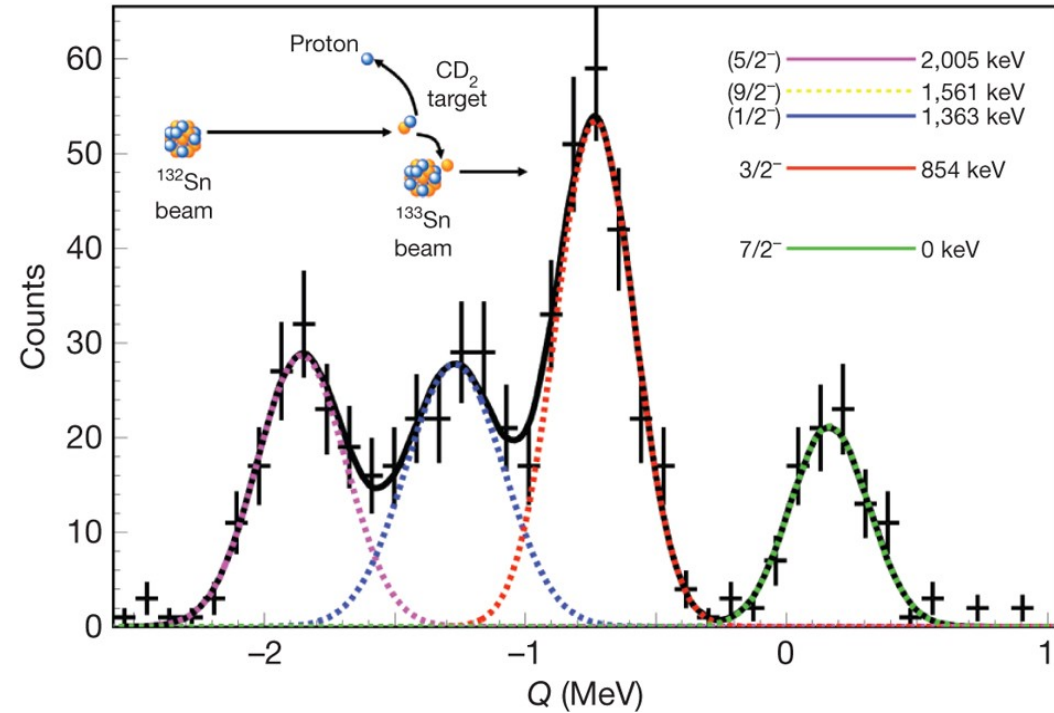 60
50
40
30
20
10
0
Counts
−2
−1
0
1
Q (MeV)
Proton
CD₂
target
¹³²Sn
beam
¹³³Sn
beam
(5/2⁻) 2,005 keV
(9/2⁻) 1,561 keV
(1/2⁻) 1,363 keV
3/2⁻ 854 keV
7/2⁻ 0 keV